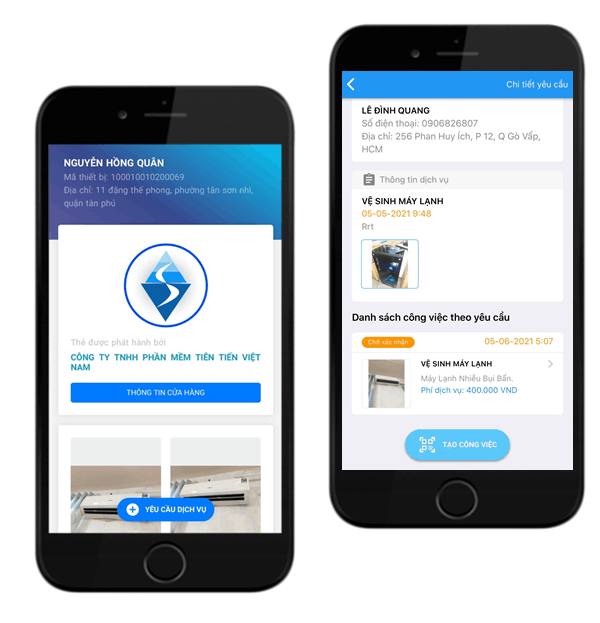 NGUYỄN HỒNG QUÂN
Mã thiết bị: 100010010200069
Địa chỉ: 11 đặng thế phong, phường tân sơn nhì,
quận tân phú
Thẻ được phát hành bởi
CÔNG TY TNHH PHẦN MỀM TIÊN TIẾN VIỆT
NAM
THÔNG TIN CỬA HÀNG
YÊU CẦU DỊCH VỤ
Chi tiết yêu cầu
LÊ ĐÌNH QUANG
Số điện thoại: 0906826807
Địa chỉ: 256 Phan Huy Ích, P 12, Q Gò Vấp,
HCM
Thông tin dịch vụ
VỆ SINH MÁY LẠNH
05-05-2021 9:48
Rrt
Danh sách công việc theo yêu cầu
Chờ xác nhận
05-06-2021 5:07
VỆ SINH MÁY LẠNH
Máy Lạnh Nhiều Bụi Bẩn.
Phí dịch vụ: 400.000 VND
TẠO CÔNG VIỆC